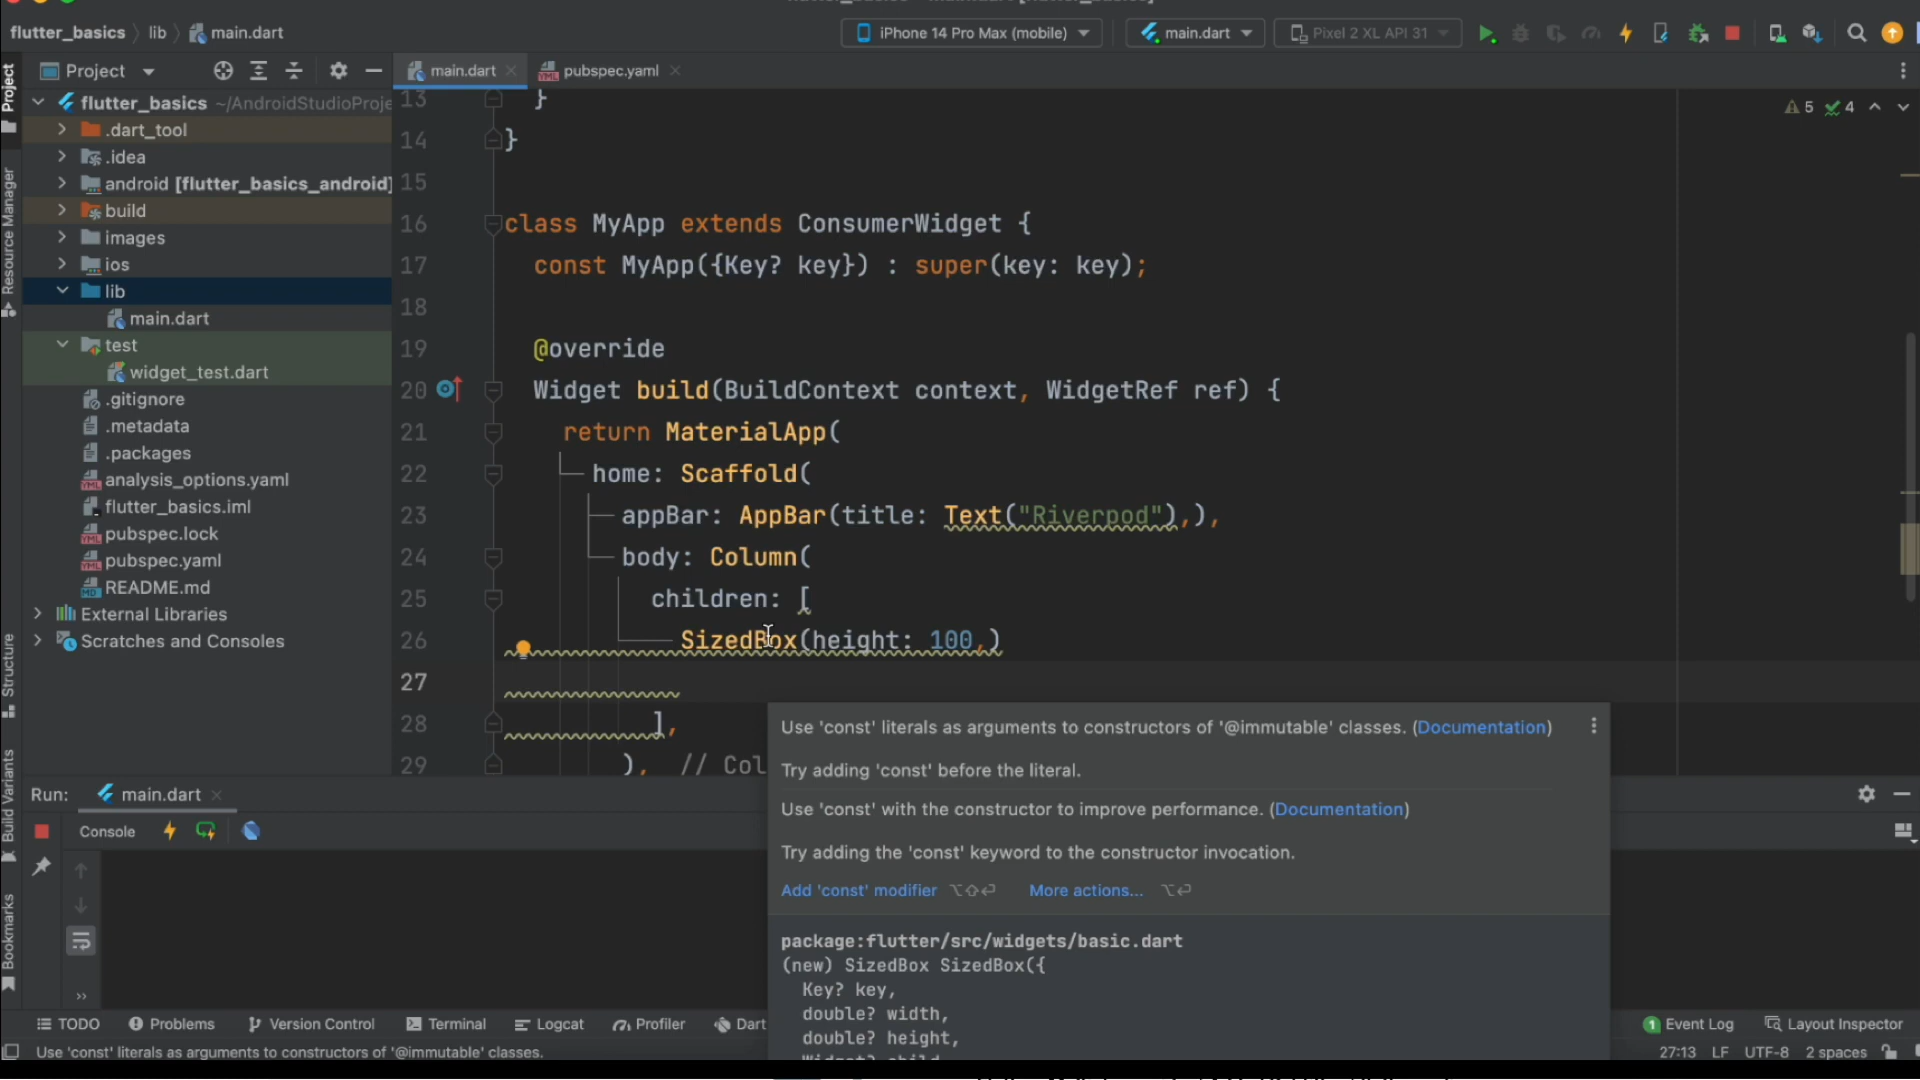 flutter_basics lib main.dart iPhone 14 Pro Max (mobile) main.dart Pixel 2 XL API 31
Project main.dart pubspec.yaml
Project
Resource Manager
Structure
Build Variants
Bookmarks
flutter_basics ~/AndroidStudioProje
.dart_tool
.idea
android [flutter_basics_android]
build
images
ios
lib
main.dart
test
widget_test.dart
.gitignore
.metadata
.packages
analysis_options.yaml
flutter_basics.iml
pubspec.lock
pubspec.yaml
README.md
External Libraries
Scratches and Consoles
5 4
13 }
14 }
15
16 class MyApp extends ConsumerWidget {
17 const MyApp({Key? key}) : super(key: key);
18
19 @override
20 Widget build(BuildContext context, WidgetRef ref) {
21 return MaterialApp(
22 home: Scaffold(
23 appBar: AppBar(title: Text("Riverpod"),),
24 body: Column(
25 children: [
26 SizedBox(height: 100,)
27
28 ],
29 ), // Col
Use 'const' literals as arguments to constructors of '@immutable' classes. (Documentation)
Try adding 'const' before the literal.
Use 'const' with the constructor to improve performance. (Documentation)
Try adding the 'const' keyword to the constructor invocation.
Add 'const' modifier ⌥⇧⏎ More actions... ⌥⏎
package:flutter/src/widgets/basic.dart
(new) SizedBox SizedBox({
Key? key,
double? width,
double? height,
Widget? child
Run: main.dart
Console
TODO Problems Version Control Terminal Logcat Profiler Dart
1 Event Log Layout Inspector
Use 'const' literals as arguments to constructors of '@immutable' classes.
27:13 LF UTF-8 2 spaces